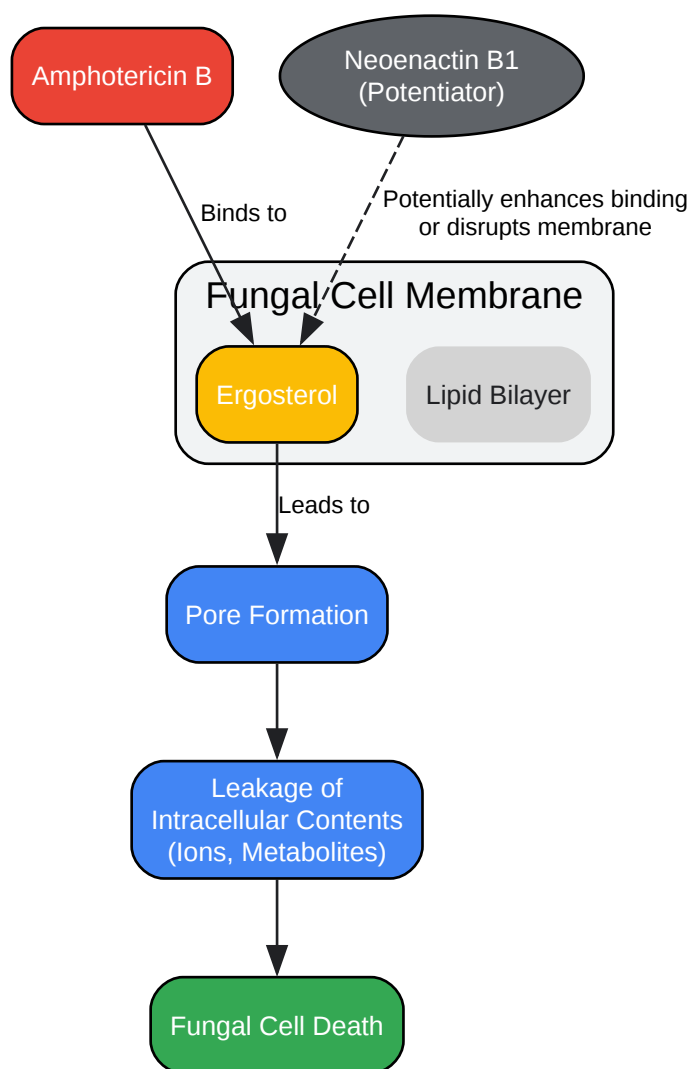 Amphotericin B
Neoenactin B1
(Potentiator)
Binds to
Potentially enhances binding
or disrupts membrane
Fungal Cell Membrane
Ergosterol
Lipid Bilayer
Leads to
Pore Formation
Leakage of
Intracellular Contents
(Ions, Metabolites)
Fungal Cell Death